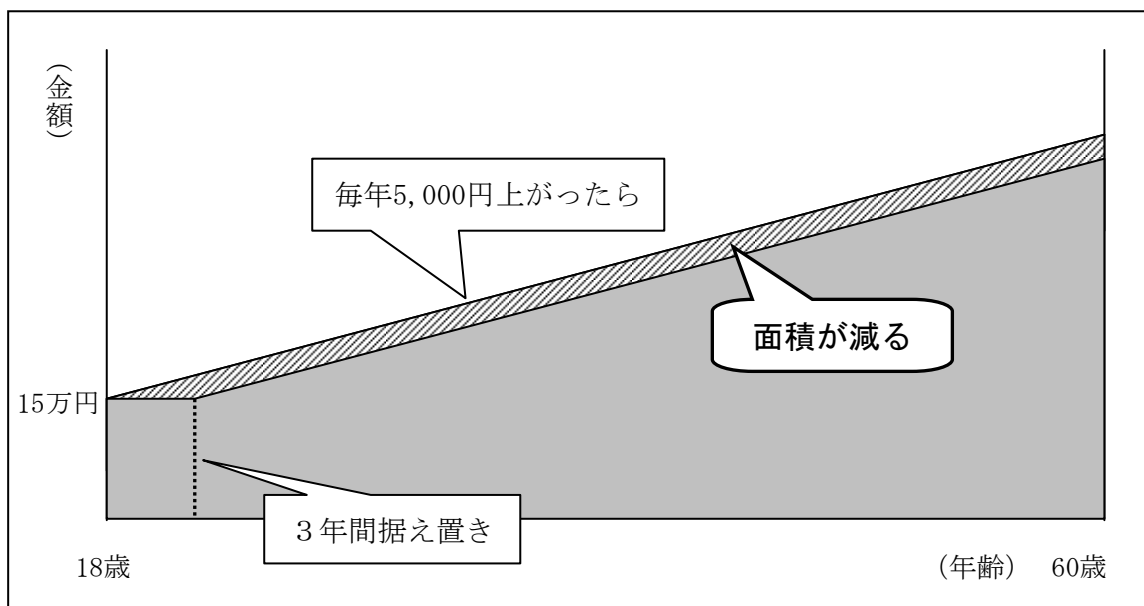 （金額）
毎年5,000円上がったら
面積が減る
15万円
３年間据え置き
18歳
（年齢）
60歳